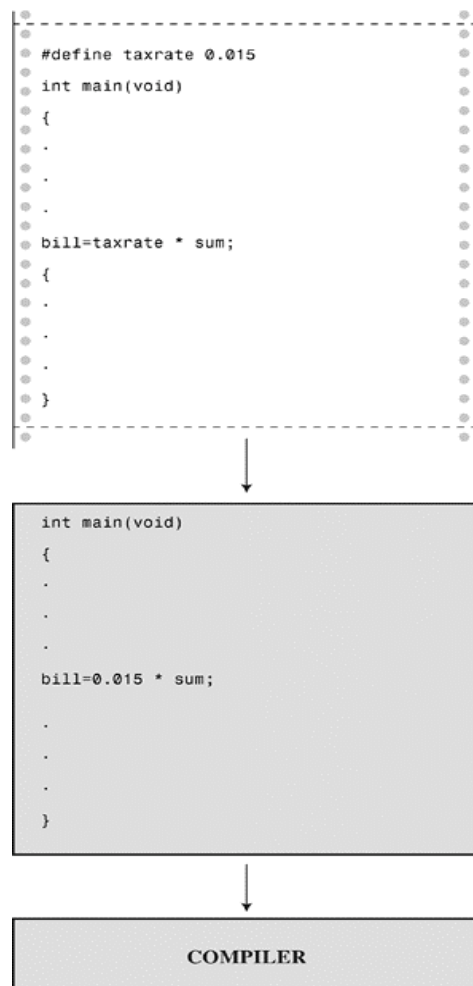 #define taxrate 0.015
int main(void)
{
.
.
.
bill=taxrate * sum;
{
.
.
.
}
int main(void)
{
.
.
.
bill=0.015 * sum;
.
.
.
}
COMPILER